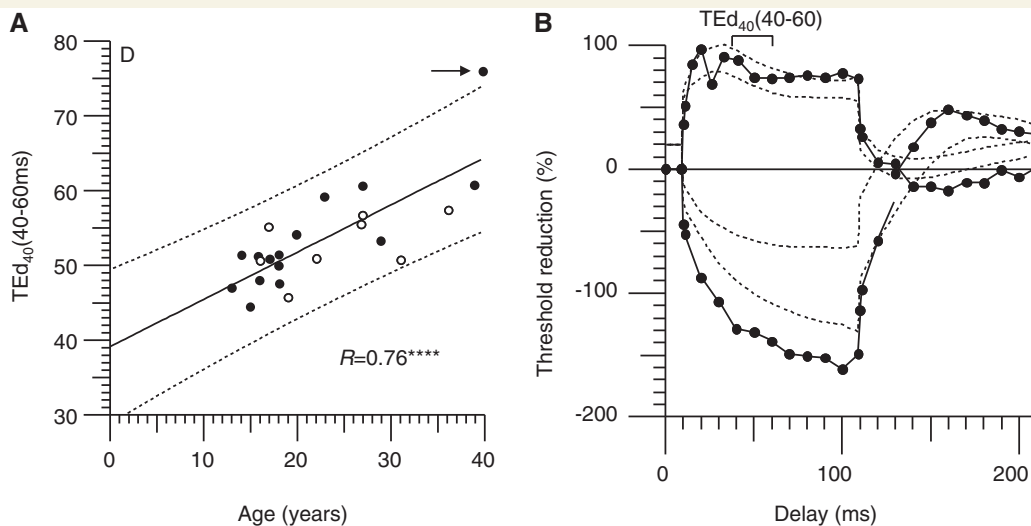 A
D
80
70
60
50
40
30
TEd40(40-60ms)
R=0.76****
0 10 20 30 40
Age (years)
B
TEd40(40-60)
100
0
-100
-200
Threshold reduction (%)
0 100 200
Delay (ms)